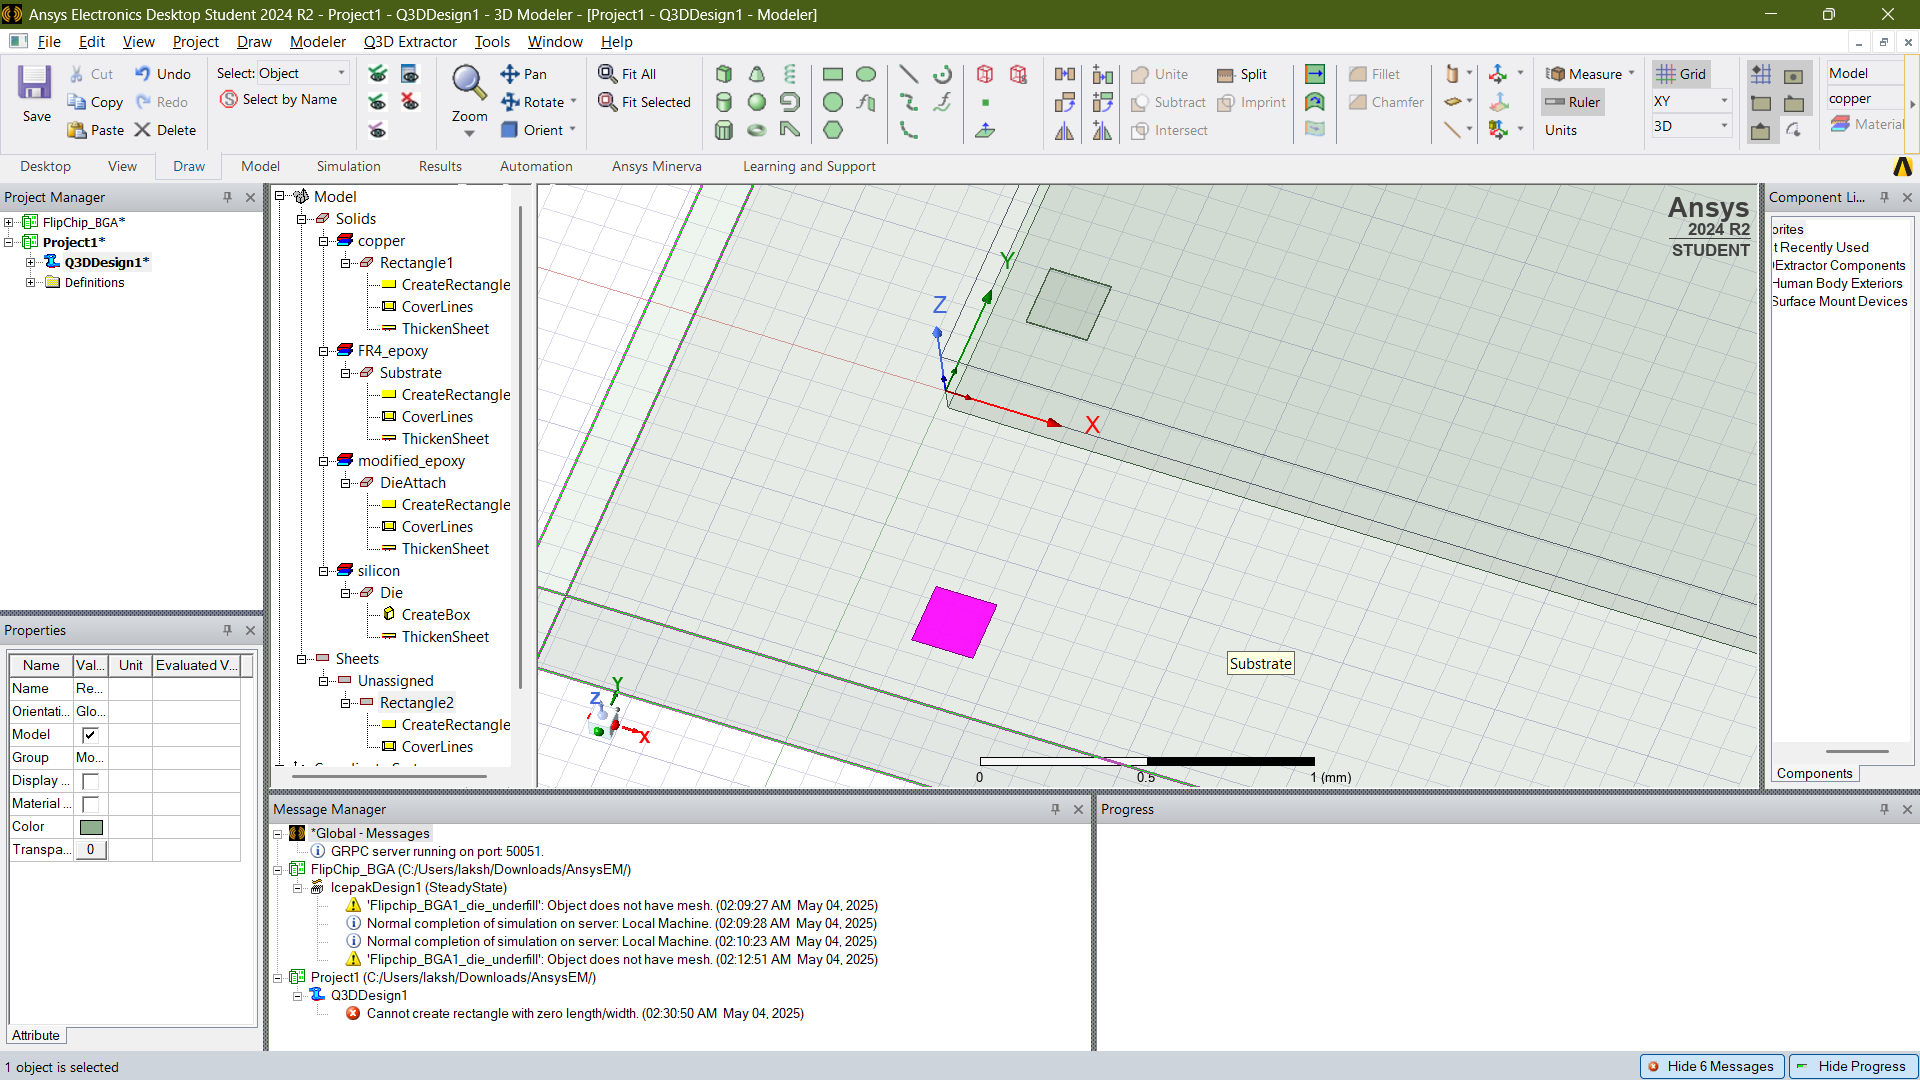 Ansys Electronics Desktop Student 2024 R2 - Project1 - Q3DDesign1 - 3D Modeler - [Project1 - Q3DDesign1 - Modeler]
File Edit View Project Draw Modeler Q3D Extractor Tools Window Help
Save
Cut
Copy
Paste
Undo
Redo
Delete
Select: Object
Select by Name
Zoom
Pan
Rotate
Orient
Fit All
Fit Selected
Unite
Subtract
Intersect
Split
Imprint
Fillet
Chamfer
Measure
Ruler
Units
Grid
XY
3D
Model
copper
Material
Desktop View Draw Model Simulation Results Automation Ansys Minerva Learning and Support
Project Manager
FlipChip_BGA*
Project1*
Q3DDesign1*
Definitions
Properties
Name Val... Unit Evaluated V...
Name Re...
Orientati... Glo...
Model
Group Mo...
Display ...
Material ...
Color
Transpa... 0
Attribute
Model
Solids
copper
Rectangle1
CreateRectangle
CoverLines
ThickenSheet
FR4_epoxy
Substrate
CreateRectangle
CoverLines
ThickenSheet
modified_epoxy
DieAttach
CreateRectangle
CoverLines
ThickenSheet
silicon
Die
CreateBox
ThickenSheet
Sheets
Unassigned
Rectangle2
CreateRectangle
CoverLines
Ansys
2024 R2
STUDENT
Y
Z
X
Substrate
Y
Z
X
0 0.5 1 (mm)
Component Li...
orites
t Recently Used
Extractor Components
Human Body Exteriors
Surface Mount Devices
Components
Message Manager
*Global - Messages
GRPC server running on port: 50051.
FlipChip_BGA (C:/Users/laksh/Downloads/AnsysEM/)
IcepakDesign1 (SteadyState)
'Flipchip_BGA1_die_underfill': Object does not have mesh. (02:09:27 AM May 04, 2025)
Normal completion of simulation on server: Local Machine. (02:09:28 AM May 04, 2025)
Normal completion of simulation on server: Local Machine. (02:10:23 AM May 04, 2025)
'Flipchip_BGA1_die_underfill': Object does not have mesh. (02:12:51 AM May 04, 2025)
Project1 (C:/Users/laksh/Downloads/AnsysEM/)
Q3DDesign1
Cannot create rectangle with zero length/width. (02:30:50 AM May 04, 2025)
Progress
1 object is selected
Hide 6 Messages
Hide Progress